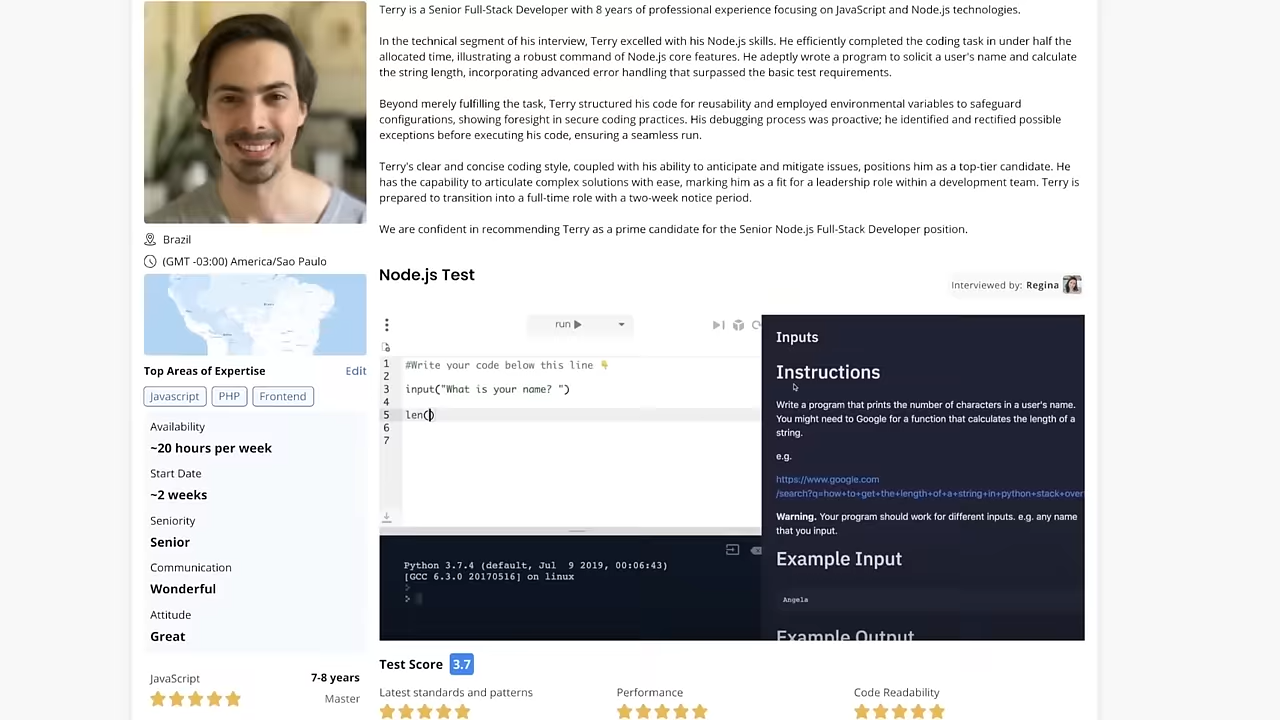 Terry is a Senior Full-Stack Developer with 8 years of professional experience focusing on JavaScript and Node.js technologies.
In the technical segment of his interview, Terry excelled with his Node.js skills. He efficiently completed the coding task in under half the
allocated time, illustrating a robust command of Node.js core features. He adeptly wrote a program to solicit a user's name and calculate
the string length, incorporating advanced error handling that surpassed the basic test requirements.
Beyond merely fulfilling the task, Terry structured his code for reusability and employed environmental variables to safeguard
configurations, showing foresight in secure coding practices. His debugging process was proactive; he identified and rectified possible
exceptions before executing his code, ensuring a seamless run.
Terry's clear and concise coding style, coupled with his ability to anticipate and mitigate issues, positions him as a top-tier candidate. He
has the capability to articulate complex solutions with ease, marking him as a fit for a leadership role within a development team. Terry is
prepared to transition into a full-time role with a two-week notice period.
We are confident in recommending Terry as a prime candidate for the Senior Node.js Full-Stack Developer position.
Brazil
(GMT -03:00) America/Sao Paulo
Top Areas of Expertise Edit
Javascript PHP Frontend
Availability
~20 hours per week
Start Date
~2 weeks
Seniority
Senior
Communication
Wonderful
Attitude
Great
JavaScript 7-8 years
Master
Node.js Test
Interviewed by: Regina
run
1 #Write your code below this line
2
3 input("What is your name? ")
4
5 len()
6
7
Python 3.7.4 (default, Jul 9 2019, 00:06:43)
[GCC 6.3.0 20170516] on linux
>
>
Inputs
Instructions
Write a program that prints the number of characters in a user's name.
You might need to Google for a function that calculates the length of a
string.
e.g.
https://www.google.com
/search?q=how+to+get+the+length+of+a+string+in+python+stack+over
Warning. Your program should work for different inputs. e.g. any name
that you input.
Example Input
Angela
Example Output
Test Score 3.7
Latest standards and patterns
Performance
Code Readability